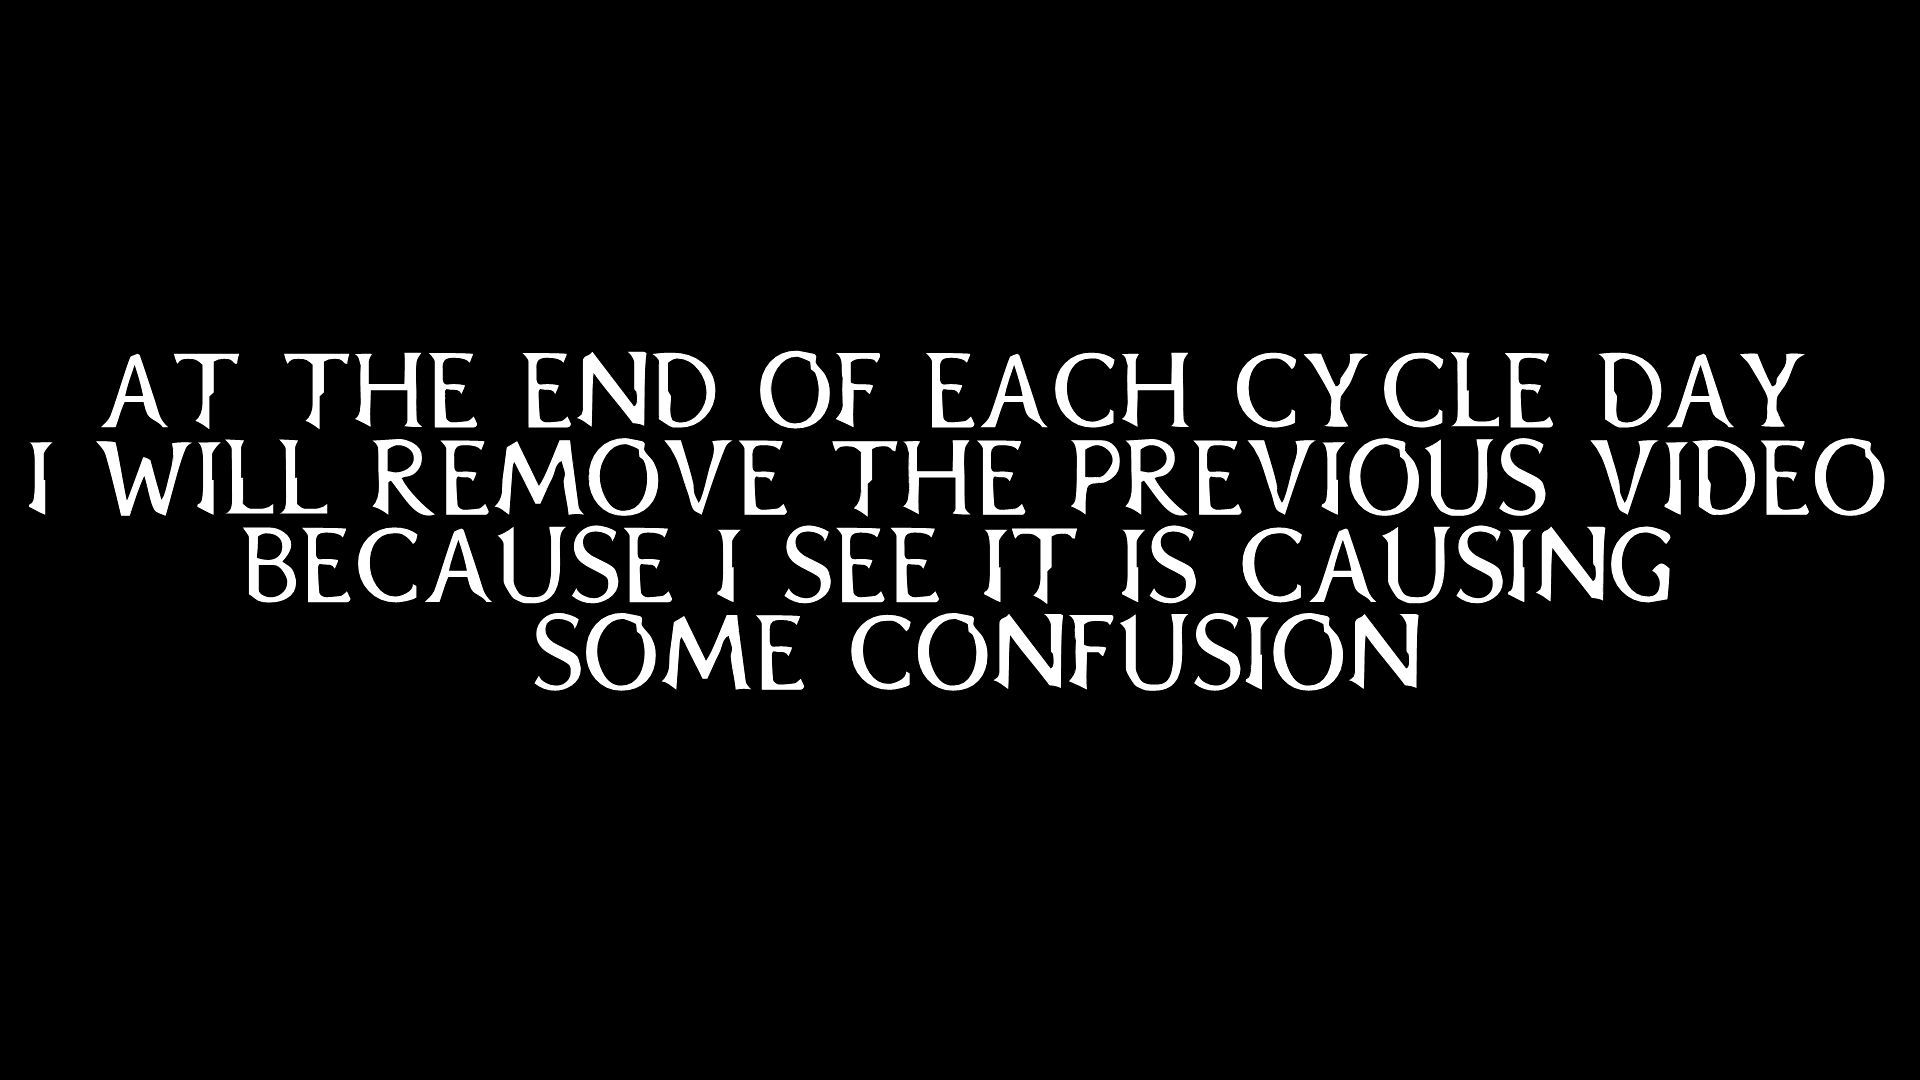 AT THE END OF EACH CYCLE DAY
I WILL REMOVE THE PREVIOUS VIDEO
BECAUSE I SEE IT IS CAUSING
SOME CONFUSION